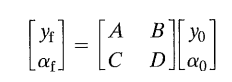 [y_f α_f] = [A B C D][y_0 α_0]